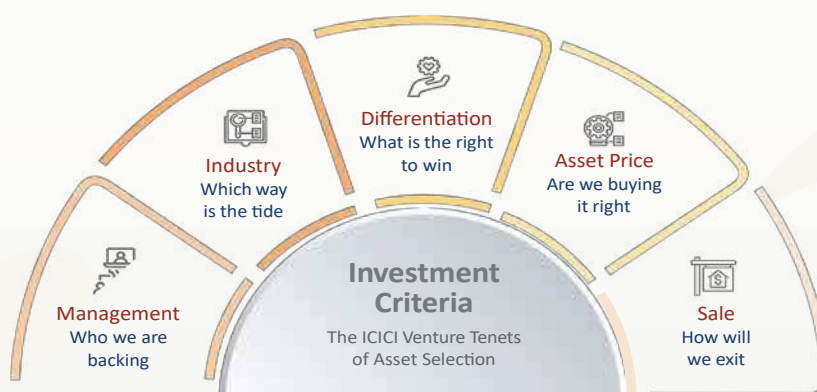 Management
Who we are
backing
Industry
Which way
is the tide
Differentiation
What is the right
to win
Asset Price
Are we buying
it right
Sale
How will
we exit
Investment
Criteria
The ICICI Venture Tenets
of Asset Selection